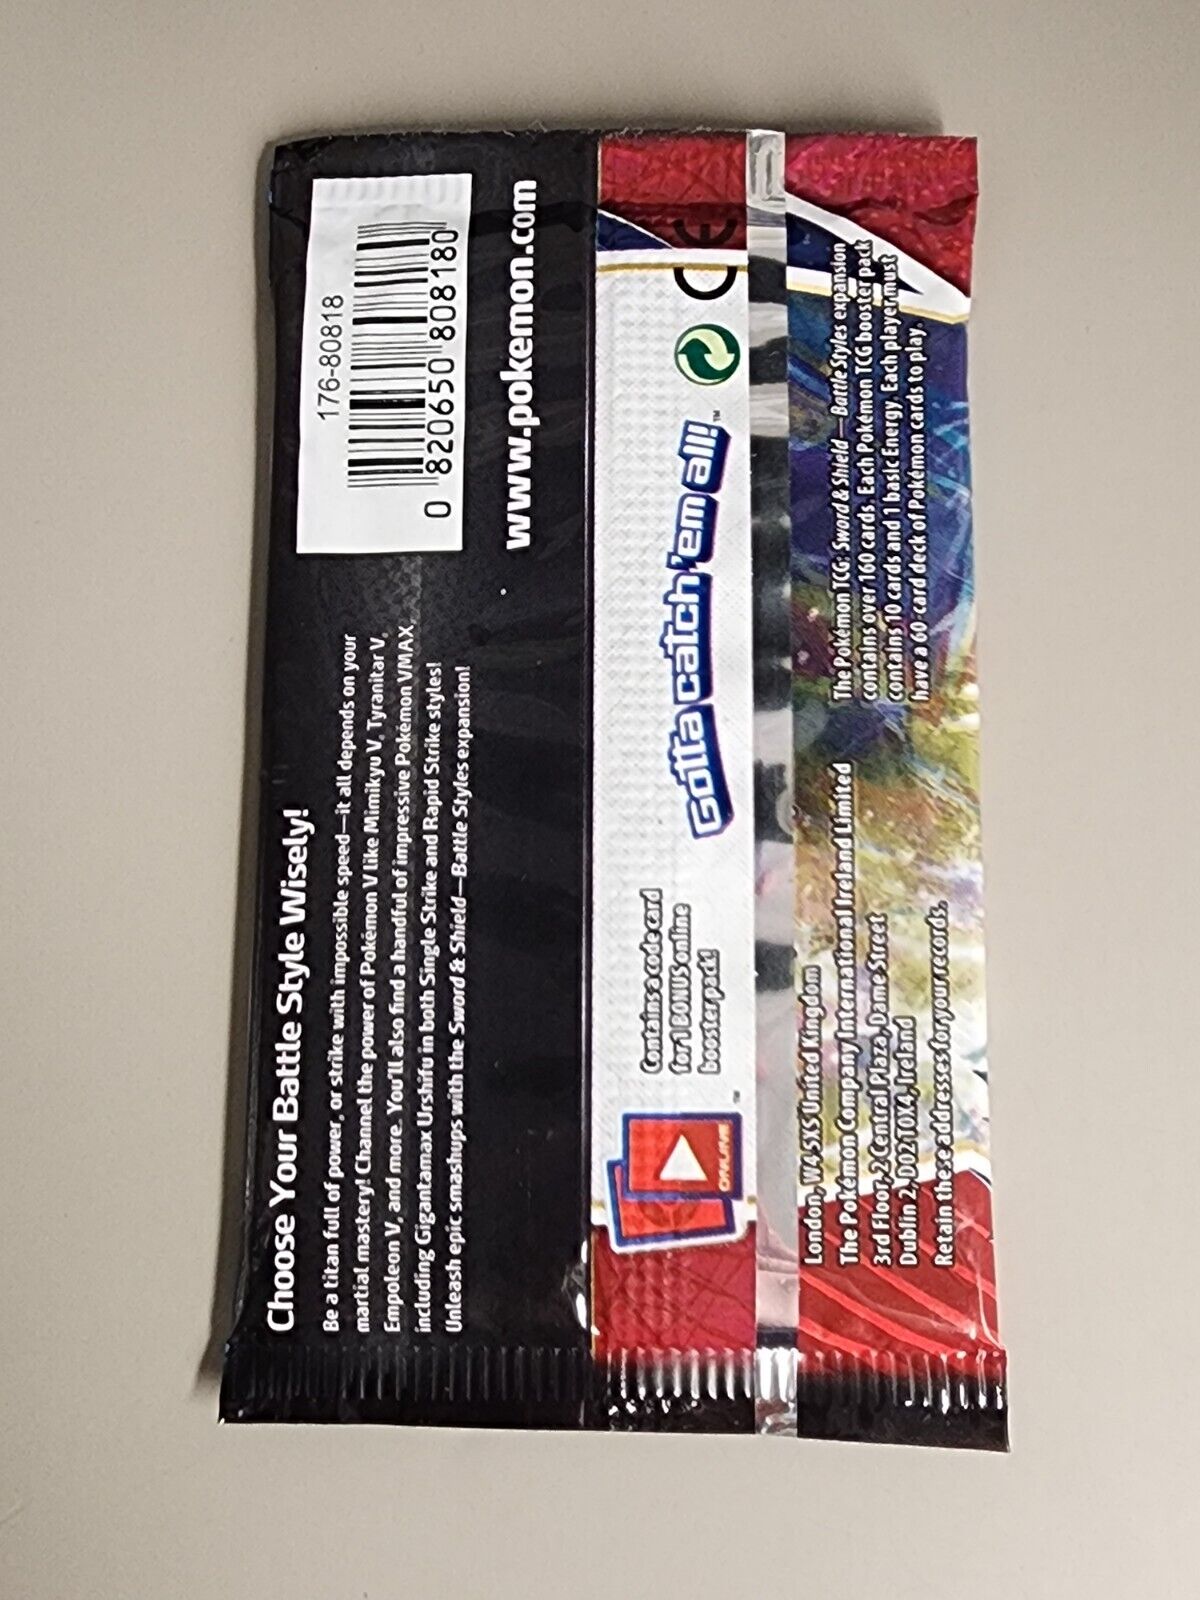 Choose Your Battle Style Wisely!
Be a titan full of power, or strike with impossible speed—it all depends on your
martial mastery! Channel the power of Pokémon V like Mimikyu V, Tyranitar V,
Empoleon V, and more. You'll also find a handful of impressive Pokémon VMAX,
including Gigantamax Urshifu in both Single Strike and Rapid Strike styles!
Unleash epic smashups with the Sword & Shield—Battle Styles expansion!
176-80818
0 820650 808180
www.pokemon.com
ONLINE
™
Contains a code card
for 1 BONUS online
booster pack!
Gotta catch 'em all!™
CE
London, W4 5XS United Kingdom
The Pokémon Company International Ireland Limited
3rd Floor, 2 Central Plaza, Dame Street
Dublin 2, D02 T0X4, Ireland
Retain these addresses for your records.
The Pokémon TCG: Sword & Shield—Battle Styles expansion
contains over 160 cards. Each Pokémon TCG booster pack
contains 10 cards and 1 basic Energy. Each player must
have a 60-card deck of Pokémon cards to play.